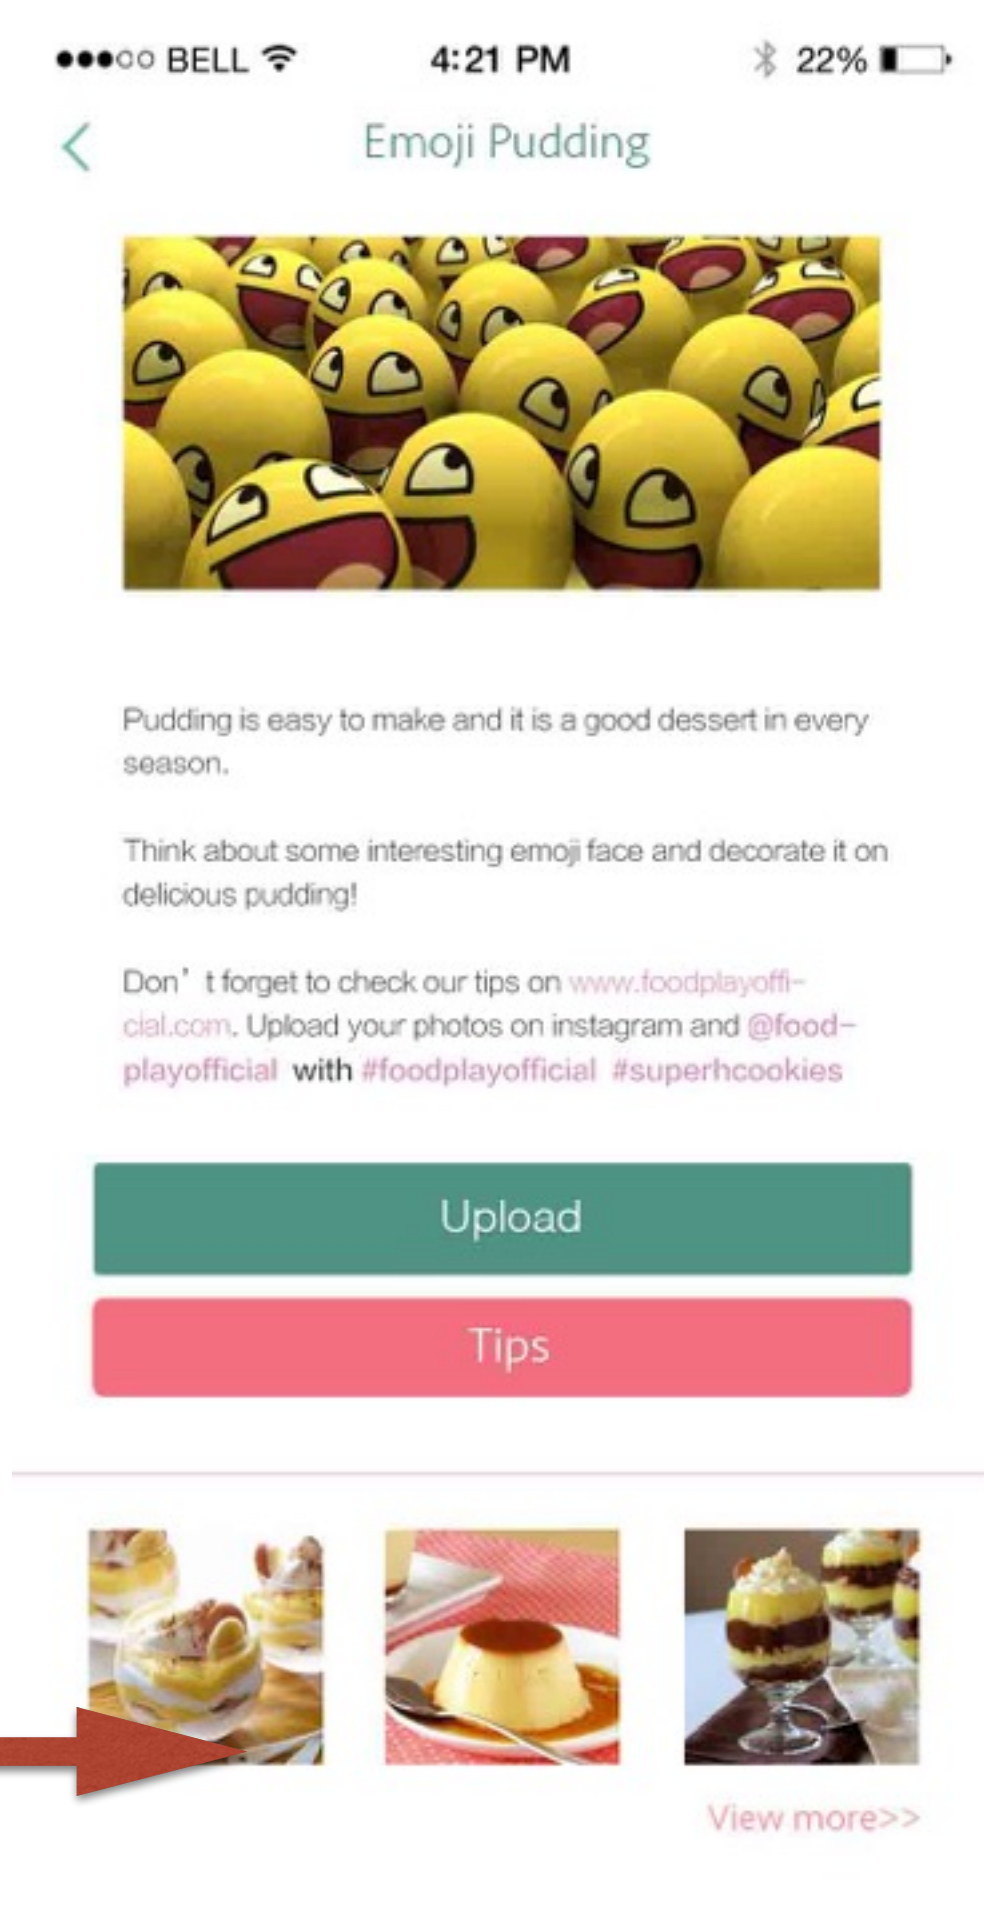 BELL 4:21 PM 22%
Emoji Pudding
Pudding is easy to make and it is a good dessert in every
season.
Think about some interesting emoji face and decorate it on
delicious pudding!
Don’ t forget to check our tips on www.foodplayoffi-
cial.com. Upload your photos on instagram and @food-
playofficial with #foodplayofficial #superhcookies
Upload
Tips
View more>>